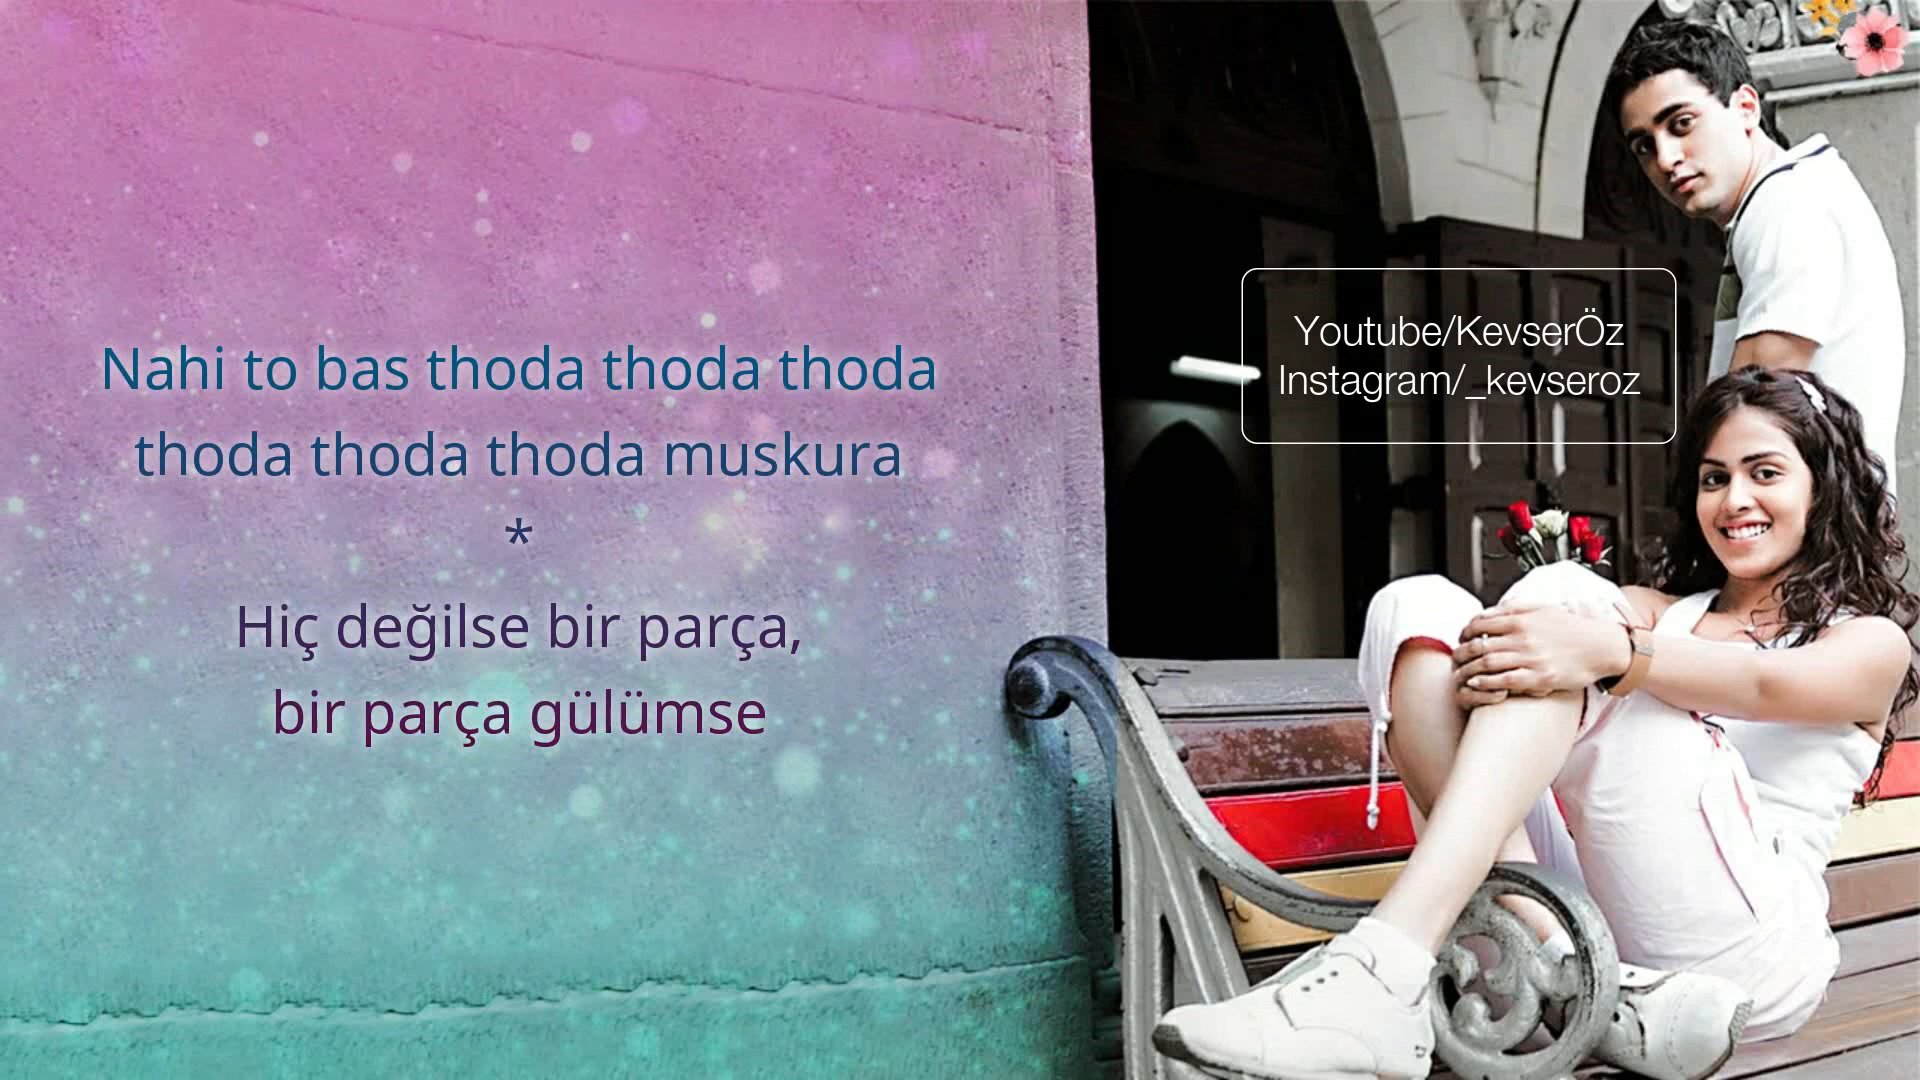 Nahi to bas thoda thoda thoda
thoda thoda thoda muskura
*
Hiç değilse bir parça,
bir parça gülümse
Youtube/KevserÖz
Instagram/_kevseroz